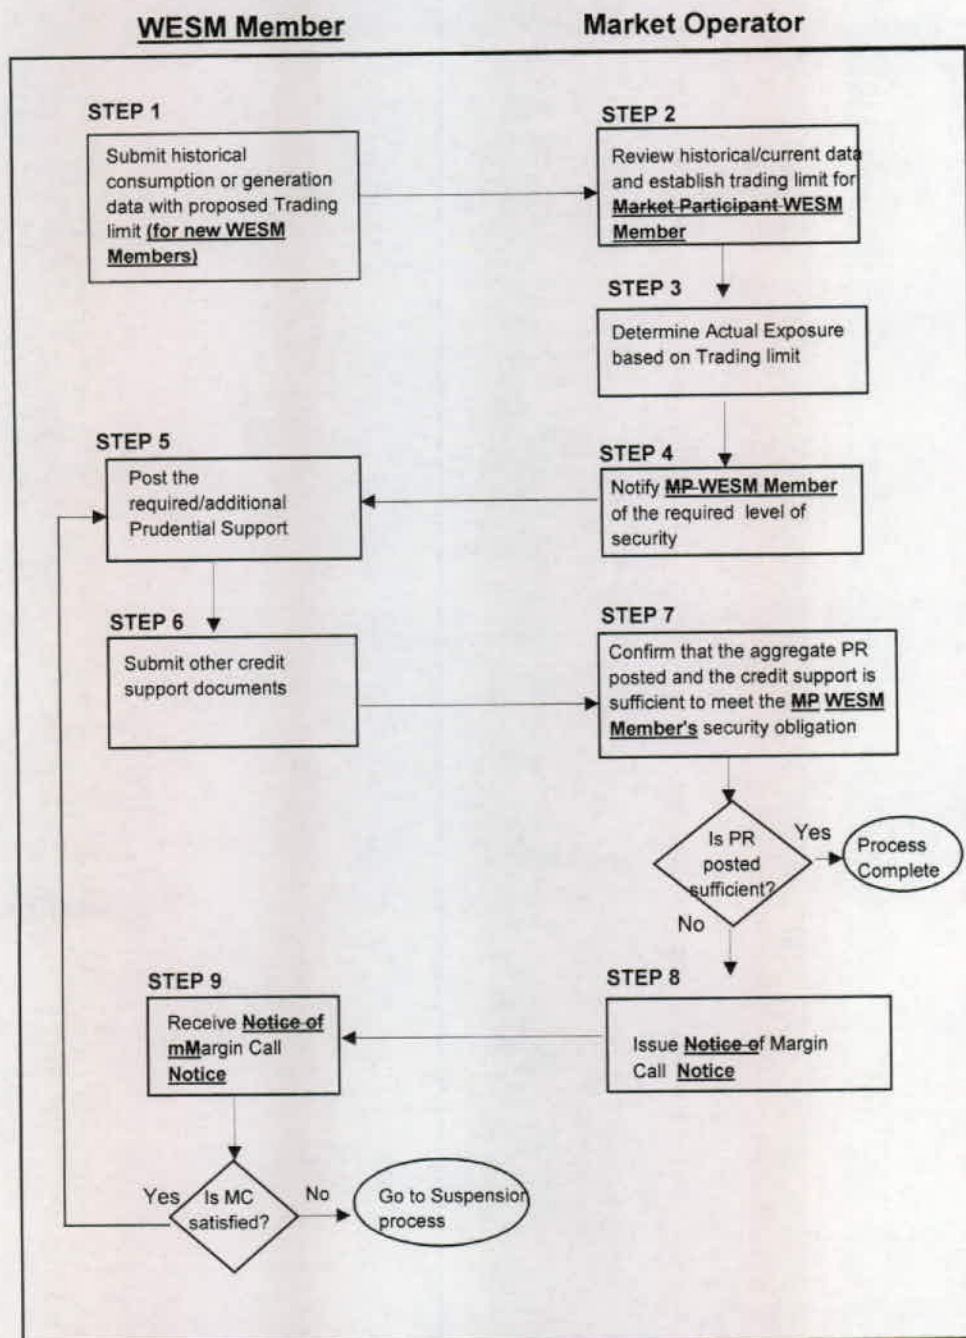 WESM Member
Market Operator
STEP 1
Submit historical
consumption or generation
data with proposed Trading
limit (for new WESM
Members)
STEP 2
Review historical/current data
and establish trading limit for
Market Participant WESM
Member
STEP 3
Determine Actual Exposure
based on Trading limit
STEP 4
Notify MP WESM Member
of the required level of
security
STEP 5
Post the
required/additional
Prudential Support
STEP 6
Submit other credit
support documents
STEP 7
Confirm that the aggregate PR
posted and the credit support is
sufficient to meet the MP WESM
Member's security obligation
Is PR
posted
sufficient?
Yes
Process
Complete
No
STEP 8
Issue Notice of Margin
Call Notice
STEP 9
Receive Notice of
mMargin Call
Notice
Is MC
satisfied?
Yes
No
Go to Suspension
process